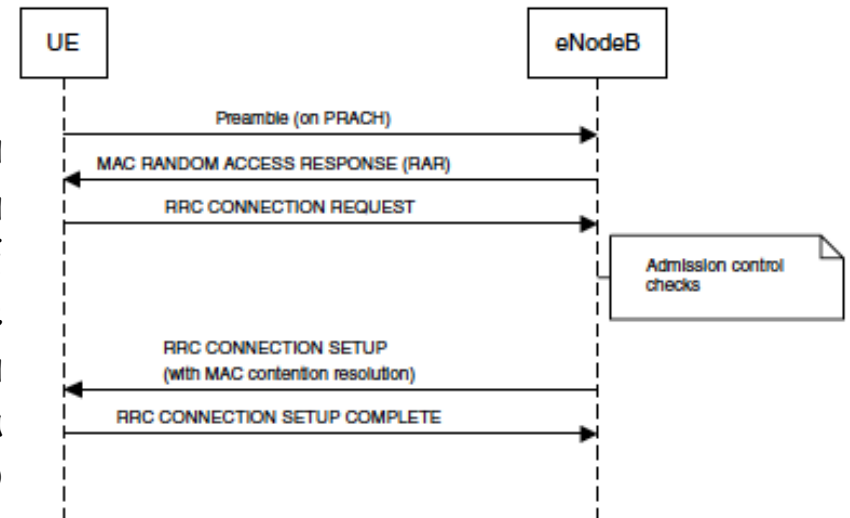 UE
eNodeB
Preamble (on PRACH)
MAC RANDOM ACCESS RESPONSE (RAR)
RRC CONNECTION REQUEST
Admission control
checks
RRC CONNECTION SETUP
(with MAC contention resolution)
RRC CONNECTION SETUP COMPLETE